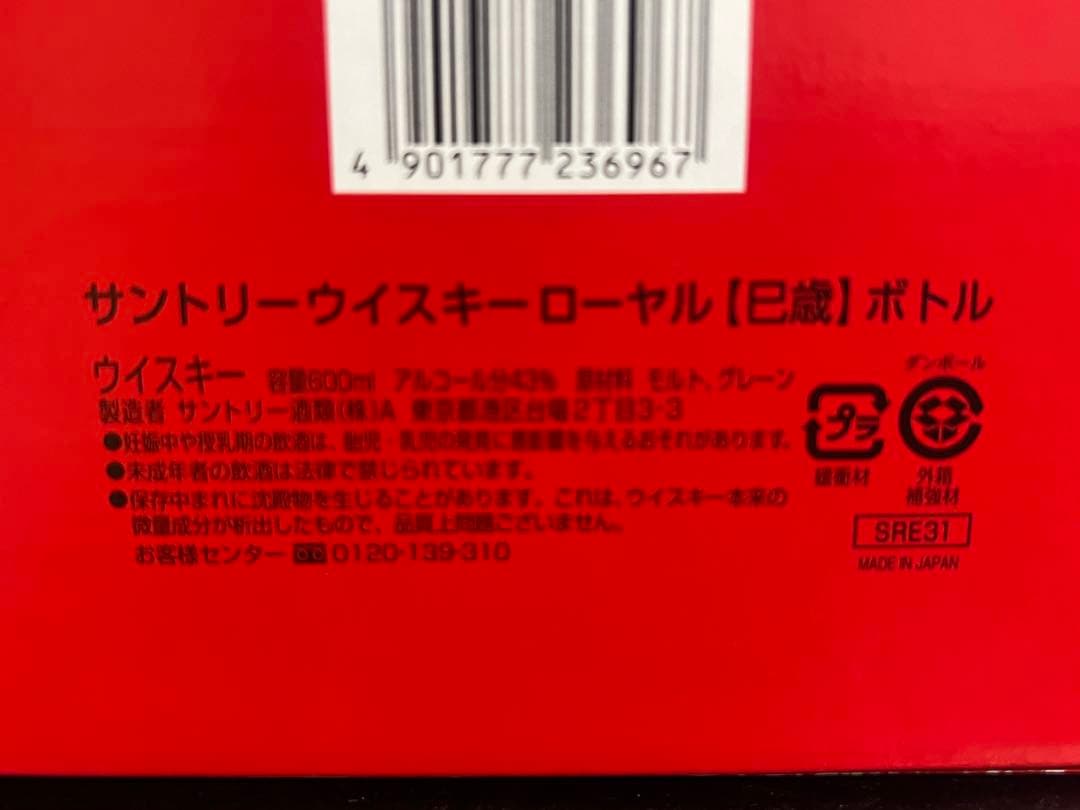 4 901777 236967
サントリーウイスキーローヤル【巳歳】ボトル
ウイスキー 容量600ml アルコール分43% 原材料 モルト、グレーン
製造者 サントリー酒類(株)A 東京都港区台場2丁目3-3
●妊娠中や授乳期の飲酒は、胎児・乳児の発育に悪影響を与えるおそれがあります。
●未成年者の飲酒は法律で禁じられています。
●保存中まれに沈殿物を生じることがあります。これは、ウイスキー本来の
微量成分が析出したもので、品質上問題ございません。
お客様センター 0120-139-310
ダンボール
プラ
緩衝材
外箱
補強材
SRE31
MADE IN JAPAN